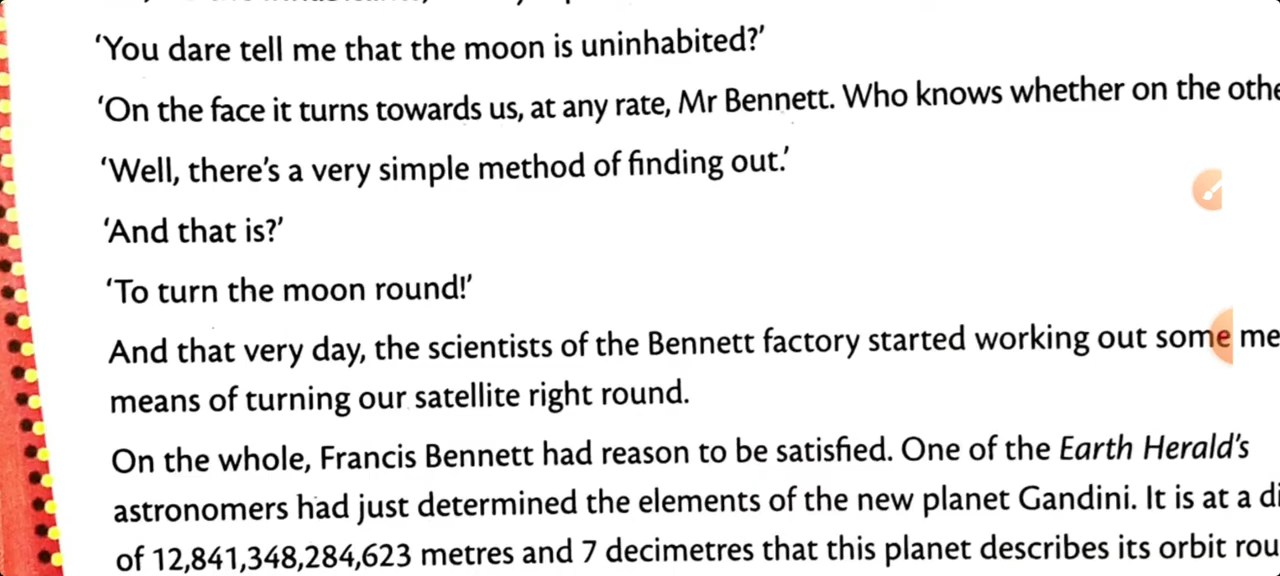 ‘You dare tell me that the moon is uninhabited?’
‘On the face it turns towards us, at any rate, Mr Bennett. Who knows whether on the
‘Well, there’s a very simple method of finding out.’
‘And that is?’
‘To turn the moon round!’
And that very day, the scientists of the Bennett factory started working out some
means of turning our satellite right round.
On the whole, Francis Bennett had reason to be satisfied. One of the Earth Herald’s
astronomers had just determined the elements of the new planet Gandini. It is at a
of 12,841,348,284,623 metres and 7 decimetres that this planet describes its orbit